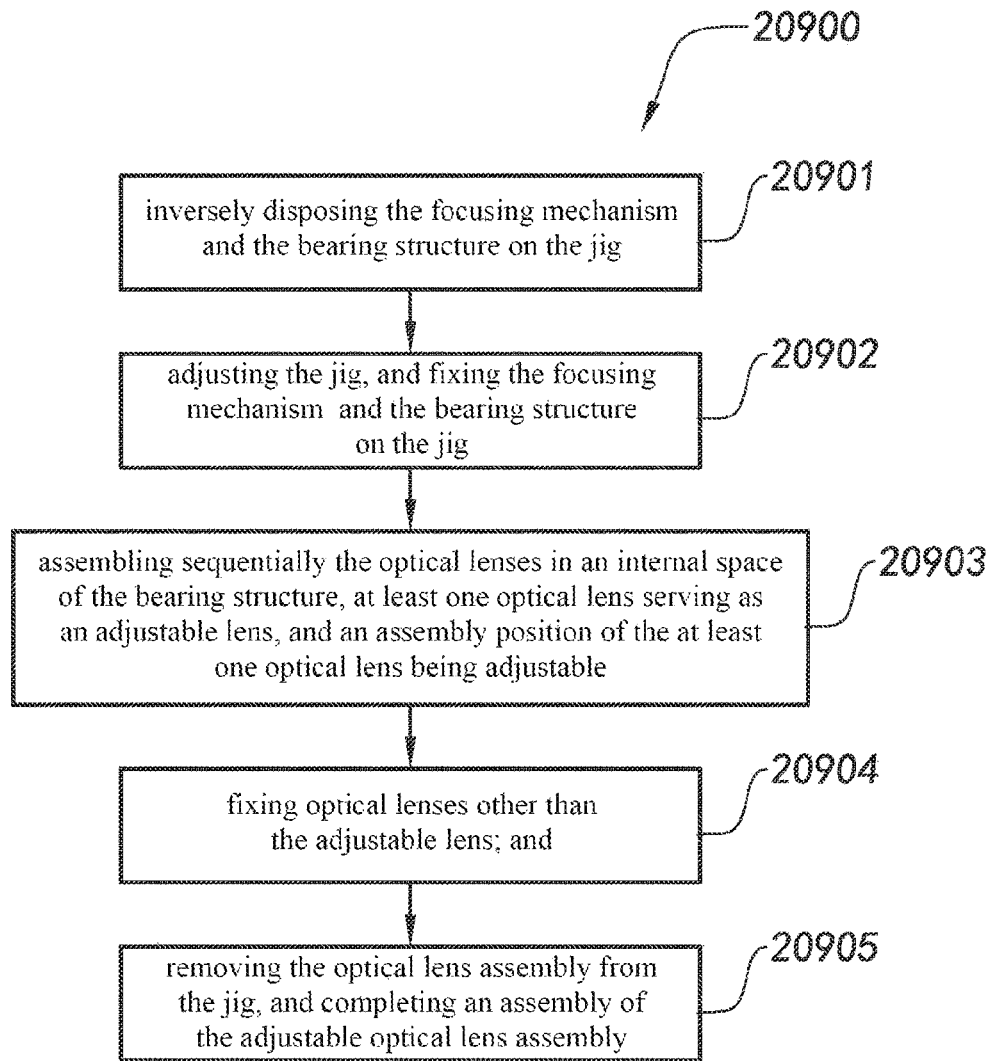 20900
20901
inversely disposing the focusing mechanism
and the bearing structure on the jig
20902
adjusting the jig, and fixing the focusing
mechanism and the bearing structure
on the jig
20903
assembling sequentially the optical lenses in an internal space
of the bearing structure, at least one optical lens serving as
an adjustable lens, and an assembly position of the at least
one optical lens being adjustable
20904
fixing optical lenses other than
the adjustable lens; and
20905
removing the optical lens assembly from
the jig, and completing an assembly of
the adjustable optical lens assembly